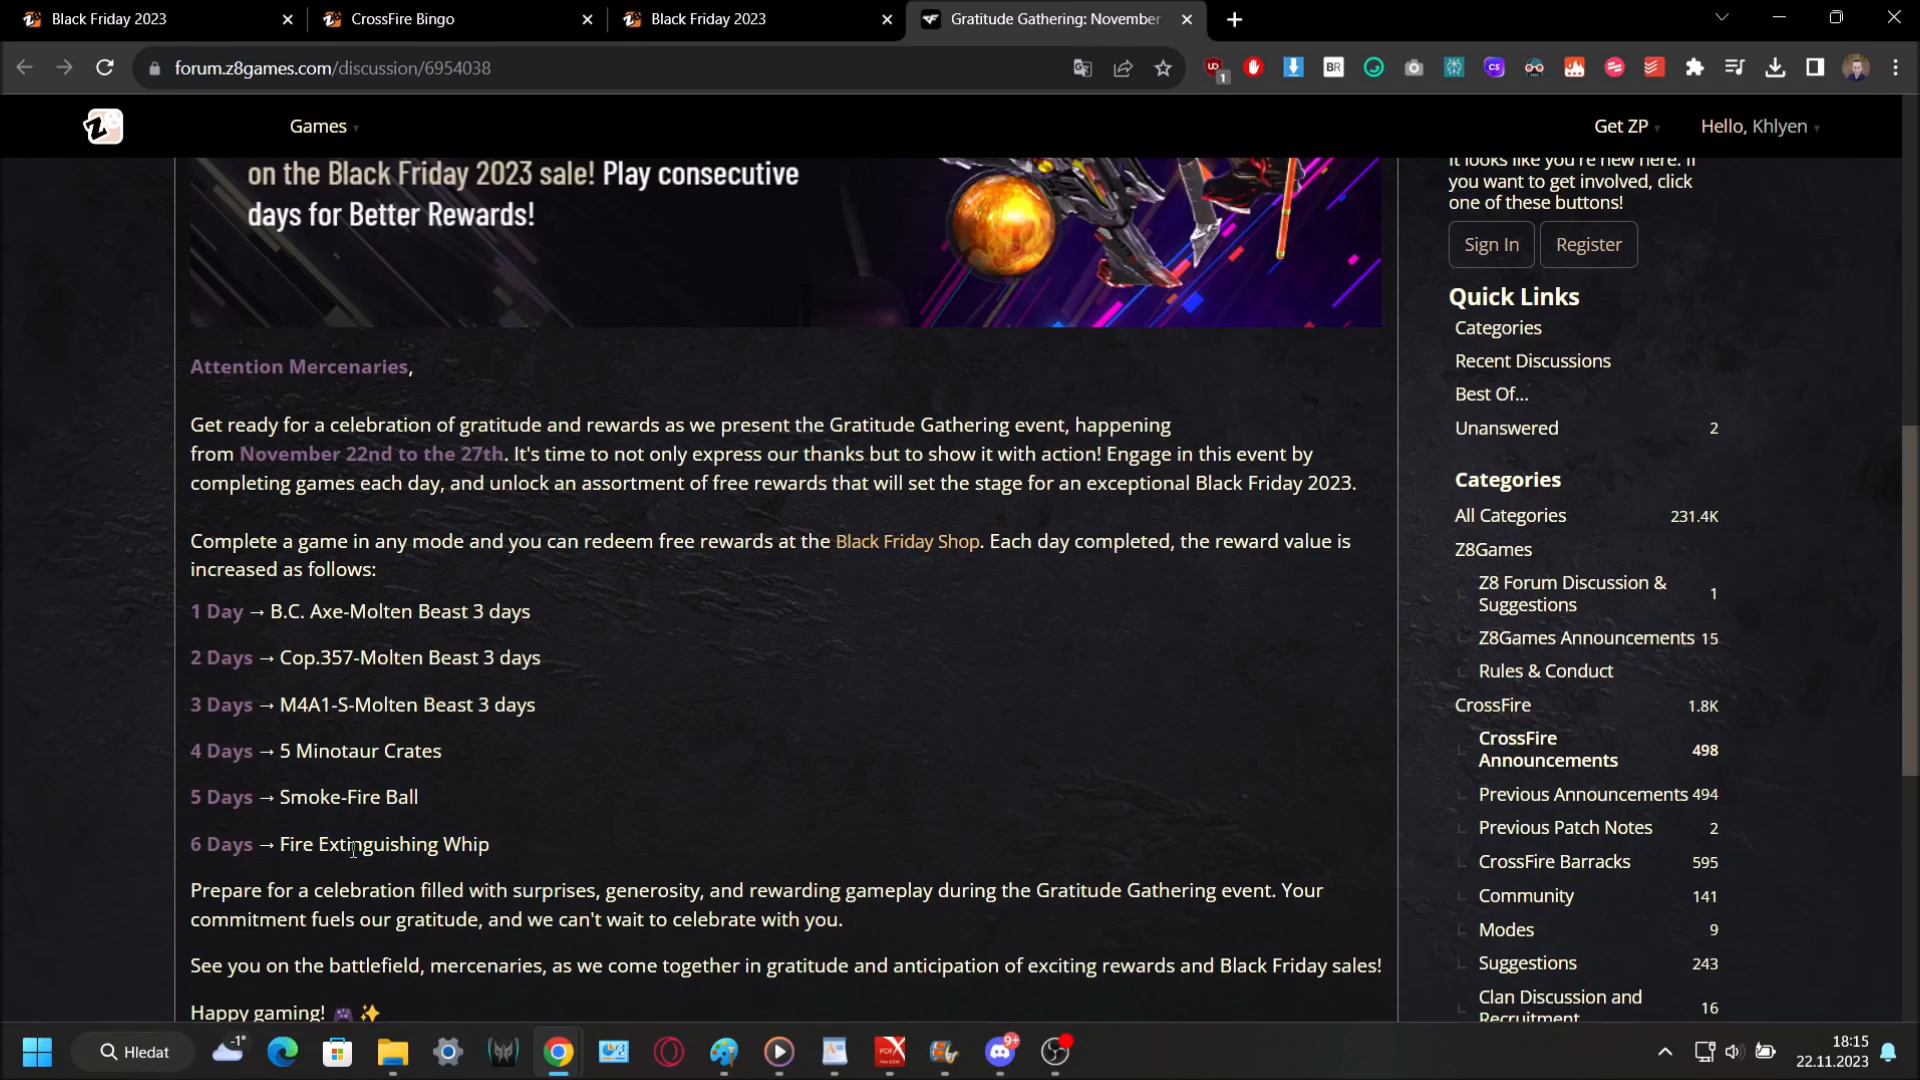 Black Friday 2023
CrossFire Bingo
Black Friday 2023
Gratitude Gathering: November
forum.z8games.com/discussion/6954038
Games
Get ZP
Hello, Khlyen
on the Black Friday 2023 sale! Play consecutive
days for Better Rewards!
Attention Mercenaries,
Get ready for a celebration of gratitude and rewards as we present the Gratitude Gathering event, happening
from November 22nd to the 27th. It's time to not only express our thanks but to show it with action! Engage in this event by
completing games each day, and unlock an assortment of free rewards that will set the stage for an exceptional Black Friday 2023.
Complete a game in any mode and you can redeem free rewards at the Black Friday Shop. Each day completed, the reward value is
increased as follows:
1 Day → B.C. Axe-Molten Beast 3 days
2 Days → Cop.357-Molten Beast 3 days
3 Days → M4A1-S-Molten Beast 3 days
4 Days → 5 Minotaur Crates
5 Days → Smoke-Fire Ball
6 Days → Fire Extinguishing Whip
Prepare for a celebration filled with surprises, generosity, and rewarding gameplay during the Gratitude Gathering event. Your
commitment fuels our gratitude, and we can't wait to celebrate with you.
See you on the battlefield, mercenaries, as we come together in gratitude and anticipation of exciting rewards and Black Friday sales!
Happy gaming! 🎮 ✨
It looks like you're new here. If
you want to get involved, click
one of these buttons!
Sign In
Register
Quick Links
Categories
Recent Discussions
Best Of...
Unanswered 2
Categories
All Categories 231.4K
Z8Games
Z8 Forum Discussion &
Suggestions 1
Z8Games Announcements 15
Rules & Conduct
CrossFire 1.8K
CrossFire
Announcements 498
Previous Announcements 494
Previous Patch Notes 2
CrossFire Barracks 595
Community 141
Modes 9
Suggestions 243
Clan Discussion and
Recruitment 16
Hledat
-1°
9+
18:15
22.11.2023